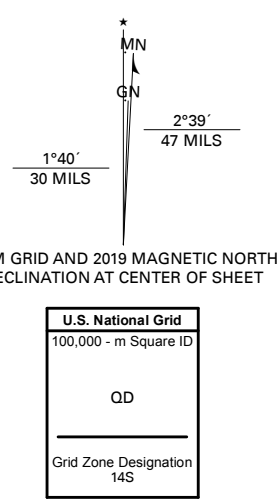 ★
MN
GN
2°39´
47 MILS
1°40´
30 MILS
M GRID AND 2019 MAGNETIC NORTH
ECLINATION AT CENTER OF SHEET
U.S. National Grid
100,000 - m Square ID
QD
Grid Zone Designation
14S